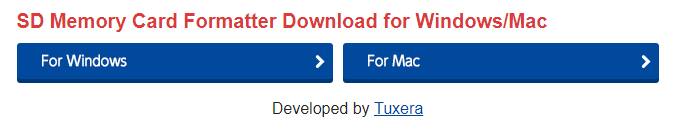 SD Memory Card Formatter Download for Windows/Mac
For Windows
For Mac
Developed by Tuxera